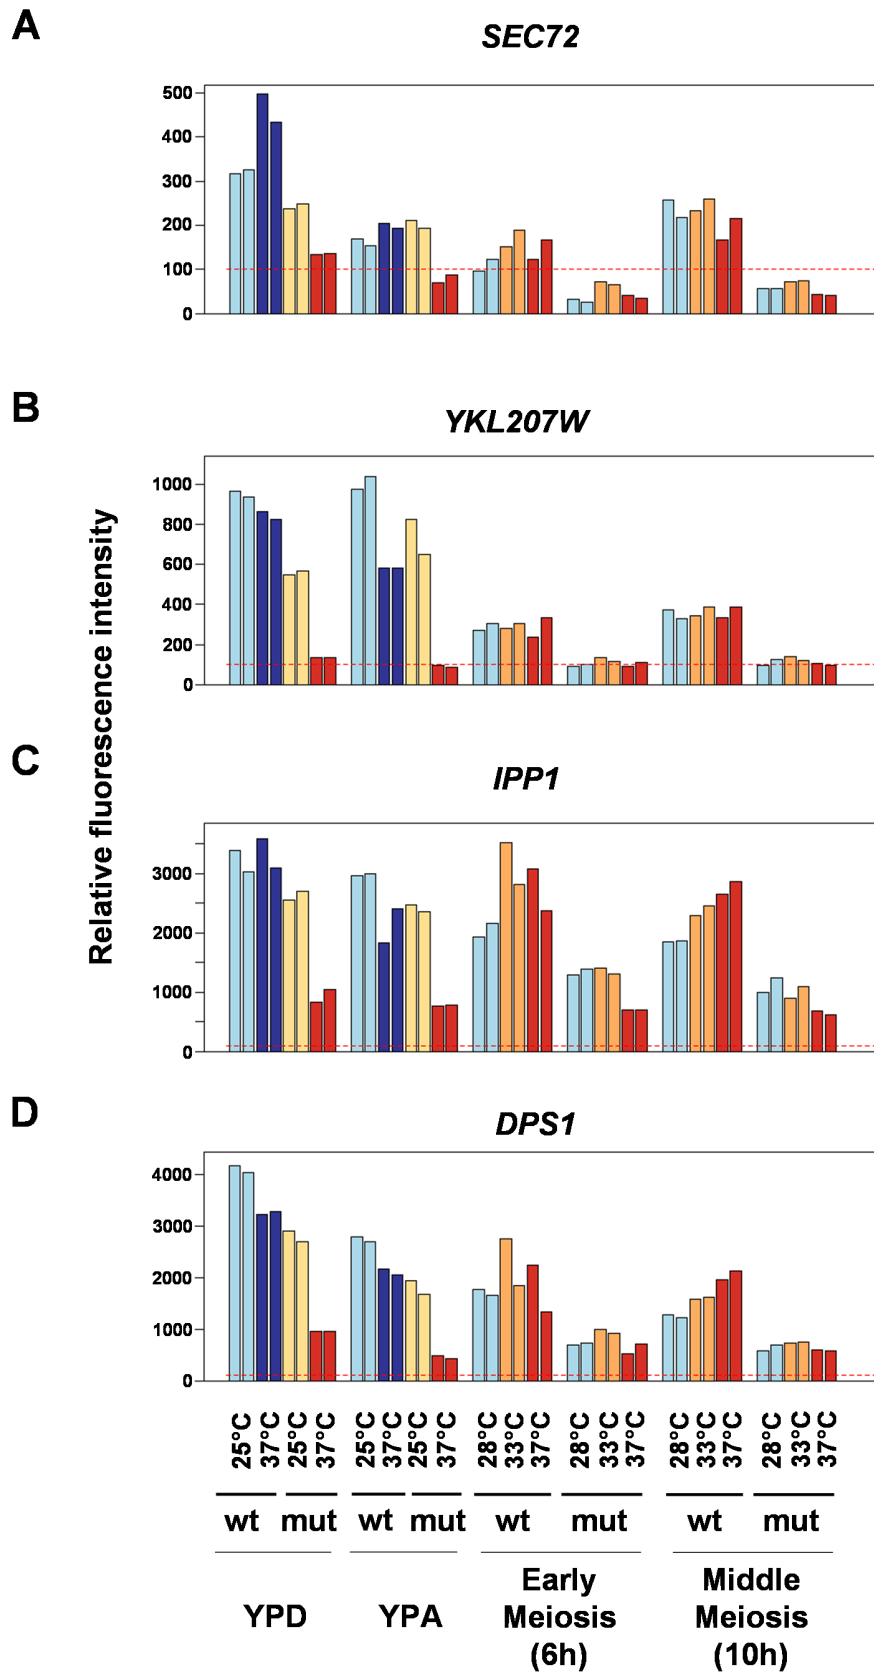 A
SEC72
500
400
300
200
100
0
B
YKL207W
1000
800
600
400
200
0
Relative fluorescence intensity
C
IPP1
3000
2000
1000
0
D
DPS1
4000
3000
2000
1000
0
25°C 37°C 25°C 37°C 25°C 37°C 25°C 37°C 28°C 33°C 37°C 28°C 33°C 37°C 28°C 33°C 37°C 28°C 33°C 37°C
wt mut wt mut wt mut wt mut
YPD YPA Early Meiosis (6h) Middle Meiosis (10h)